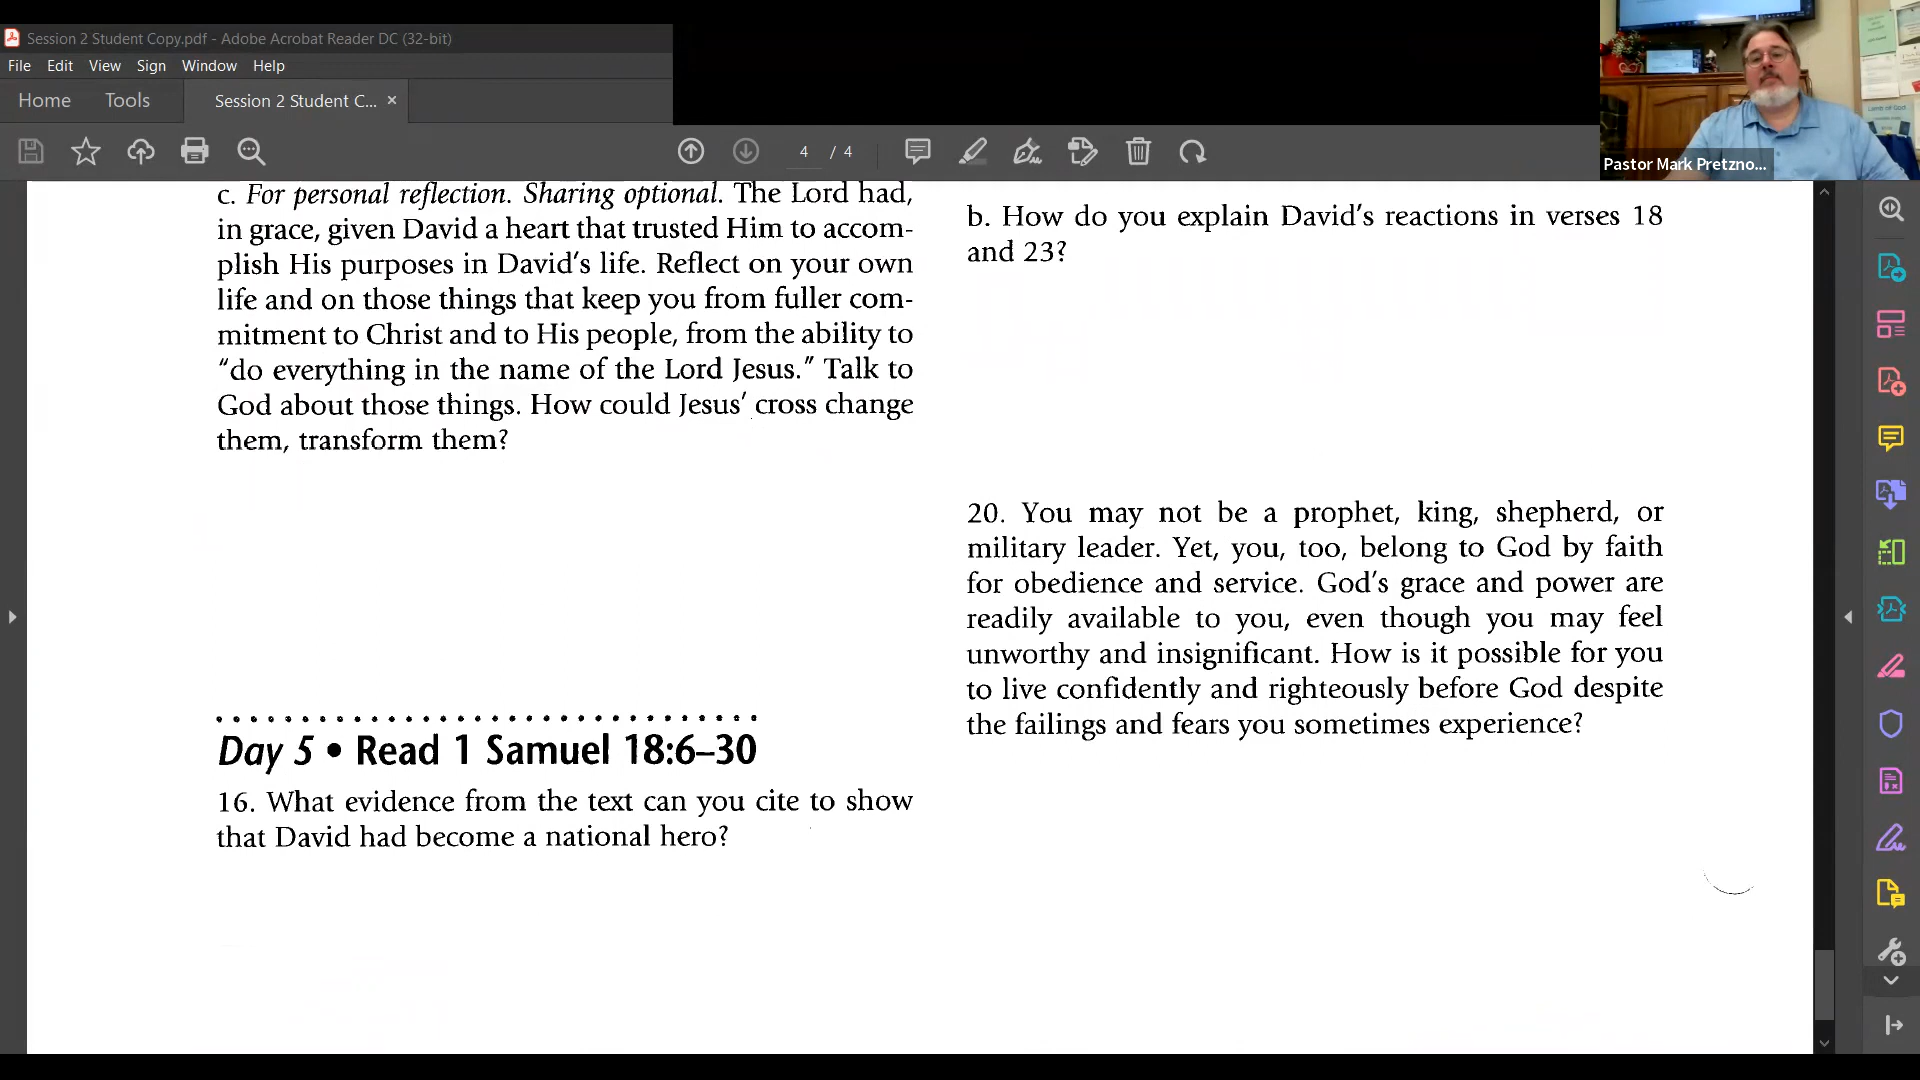 Session 2 Student Copy.pdf - Adobe Acrobat Reader DC (32-bit)
File Edit View Sign Window Help
Home Tools Session 2 Student C... ×
4 / 4
Pastor Mark Pretzno...
c. For personal reflection. Sharing optional. The Lord had,
in grace, given David a heart that trusted Him to accom-
plish His purposes in David's life. Reflect on your own
life and on those things that keep you from fuller com-
mitment to Christ and to His people, from the ability to
“do everything in the name of the Lord Jesus.” Talk to
God about those things. How could Jesus' cross change
them, transform them?
Day 5 • Read 1 Samuel 18:6–30
16. What evidence from the text can you cite to show
that David had become a national hero?
b. How do you explain David's reactions in verses 18
and 23?
20. You may not be a prophet, king, shepherd, or
military leader. Yet, you, too, belong to God by faith
for obedience and service. God's grace and power are
readily available to you, even though you may feel
unworthy and insignificant. How is it possible for you
to live confidently and righteously before God despite
the failings and fears you sometimes experience?